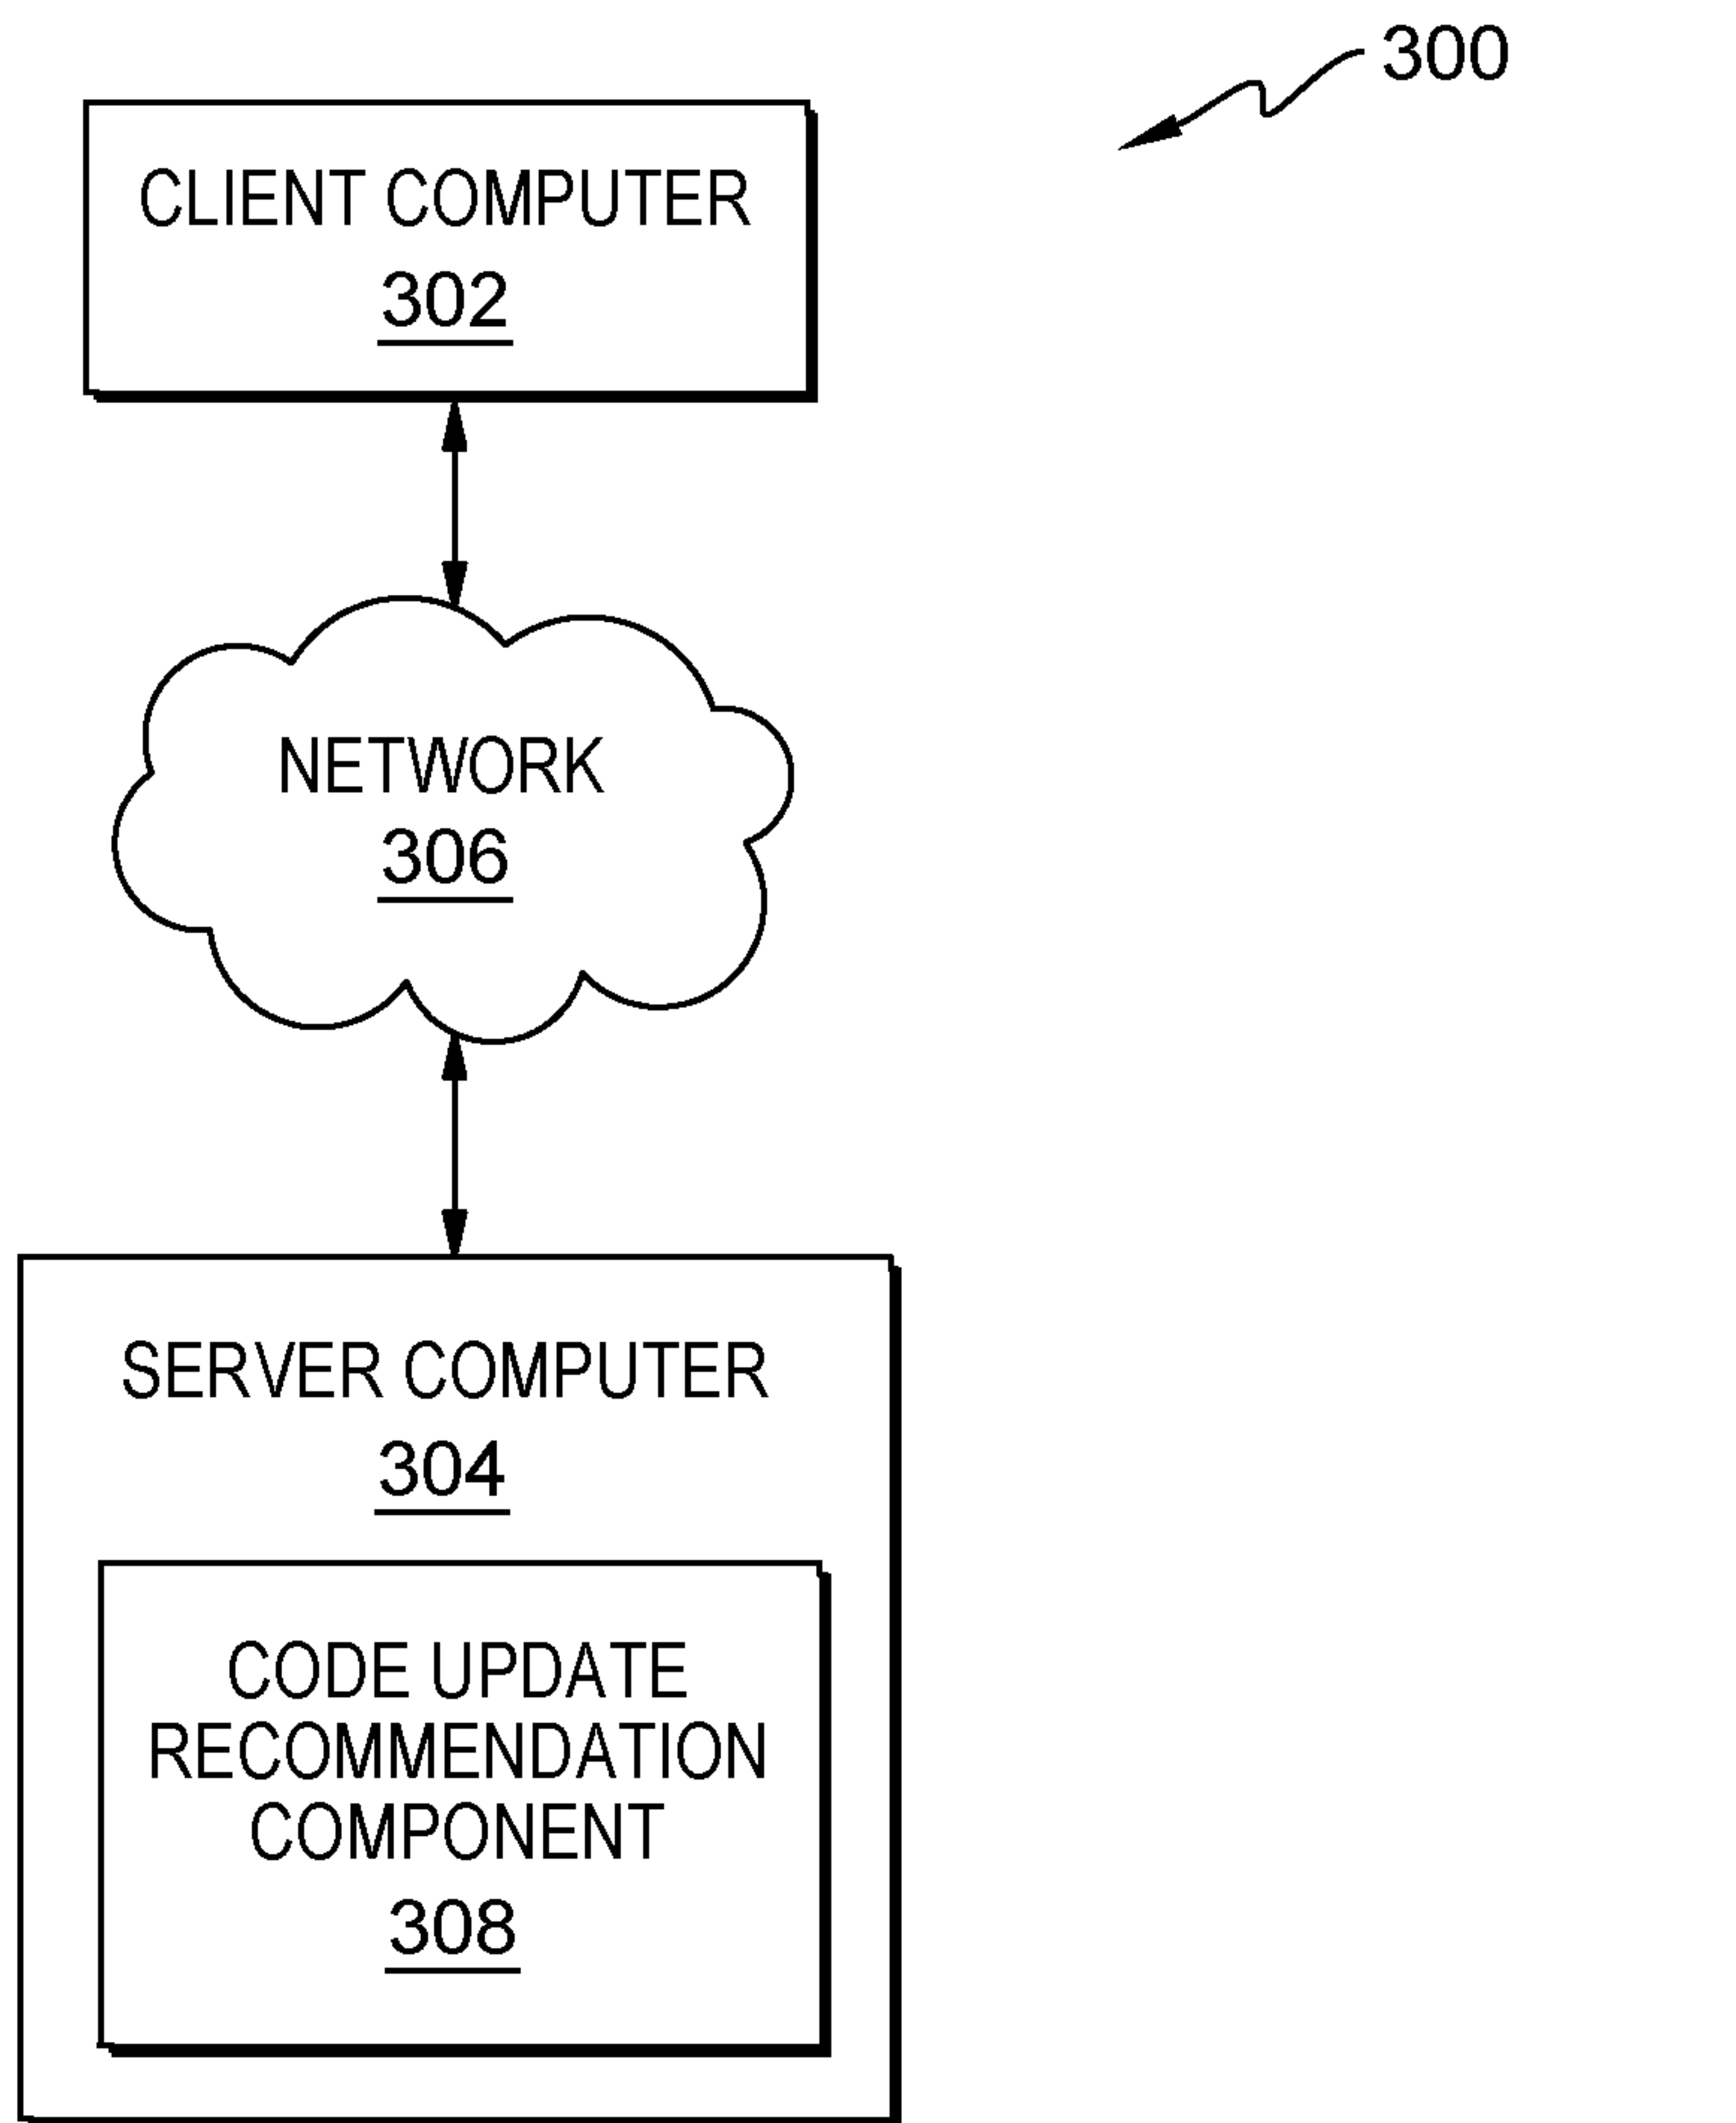 300
CLIENT COMPUTER
302
NETWORK
306
SERVER COMPUTER
304
CODE UPDATE
RECOMMENDATION
COMPONENT
308